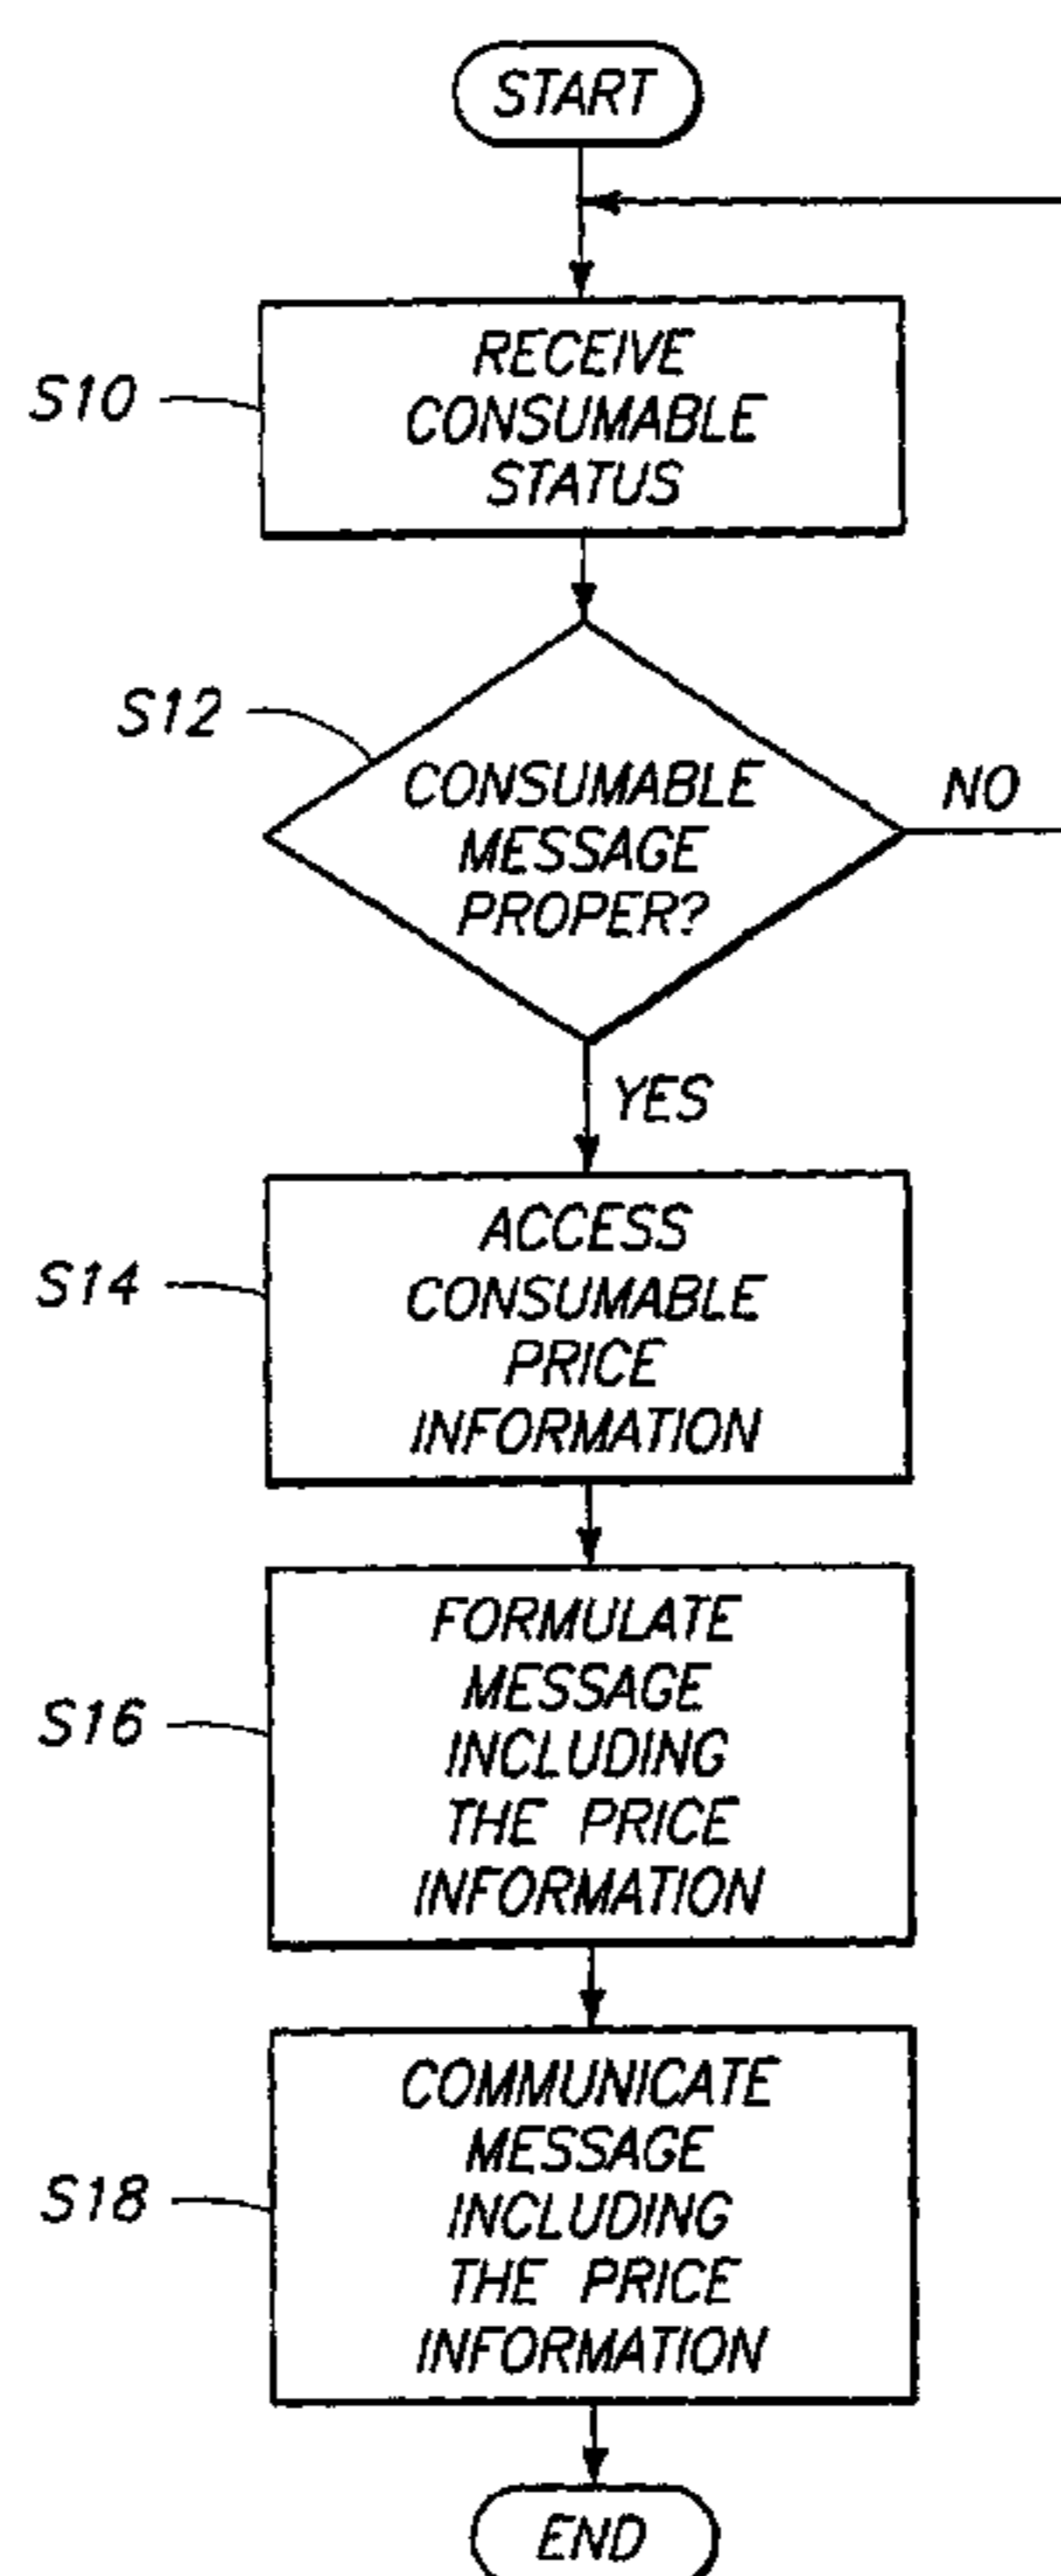 START
S10
RECEIVE
CONSUMABLE
STATUS
S12
CONSUMABLE
MESSAGE
PROPER?
NO
YES
S14
ACCESS
CONSUMABLE
PRICE
INFORMATION
S16
FORMULATE
MESSAGE
INCLUDING
THE PRICE
INFORMATION
S18
COMMUNICATE
MESSAGE
INCLUDING
THE PRICE
INFORMATION
END